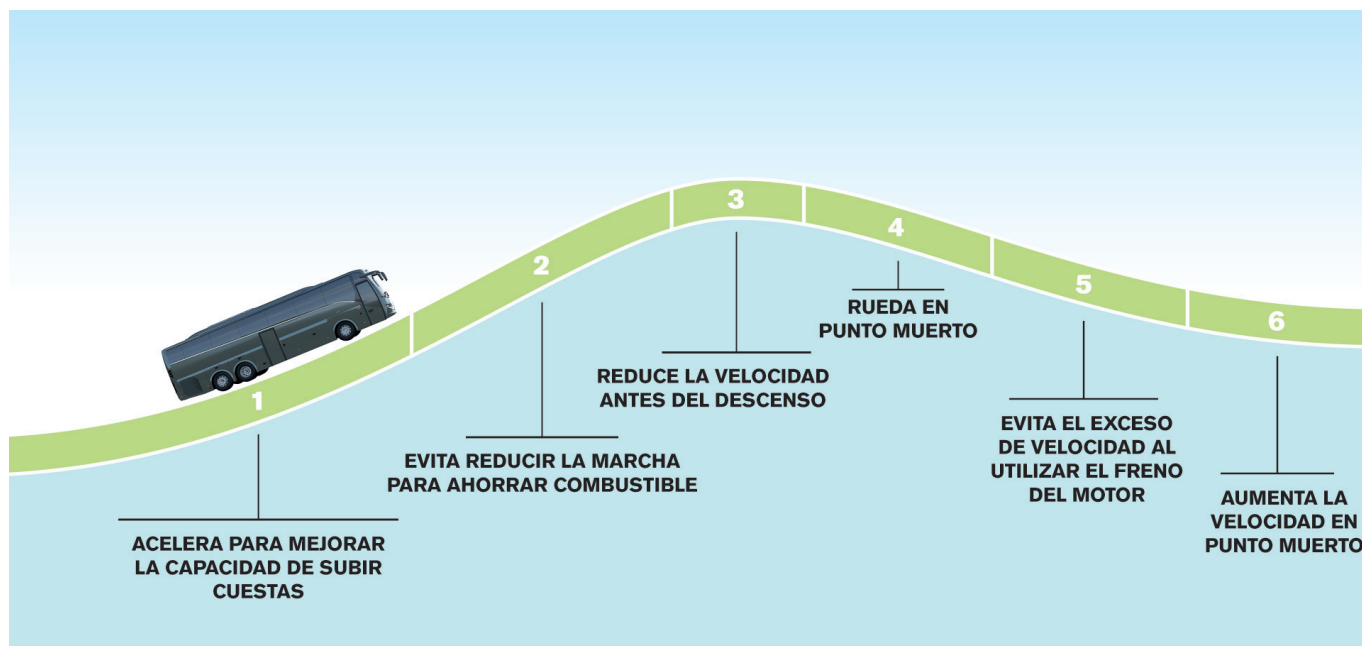 1
ACELERA PARA MEJORAR
LA CAPACIDAD DE SUBIR
CUESTAS
2
EVITA REDUCIR LA MARCHA
PARA AHORRAR COMBUSTIBLE
3
REDUCE LA VELOCIDAD
ANTES DEL DESCENSO
4
RUEDA EN
PUNTO MUERTO
5
EVITA EL EXCESO
DE VELOCIDAD AL
UTILIZAR EL FRENO
DEL MOTOR
6
AUMENTA LA
VELOCIDAD EN
PUNTO MUERTO